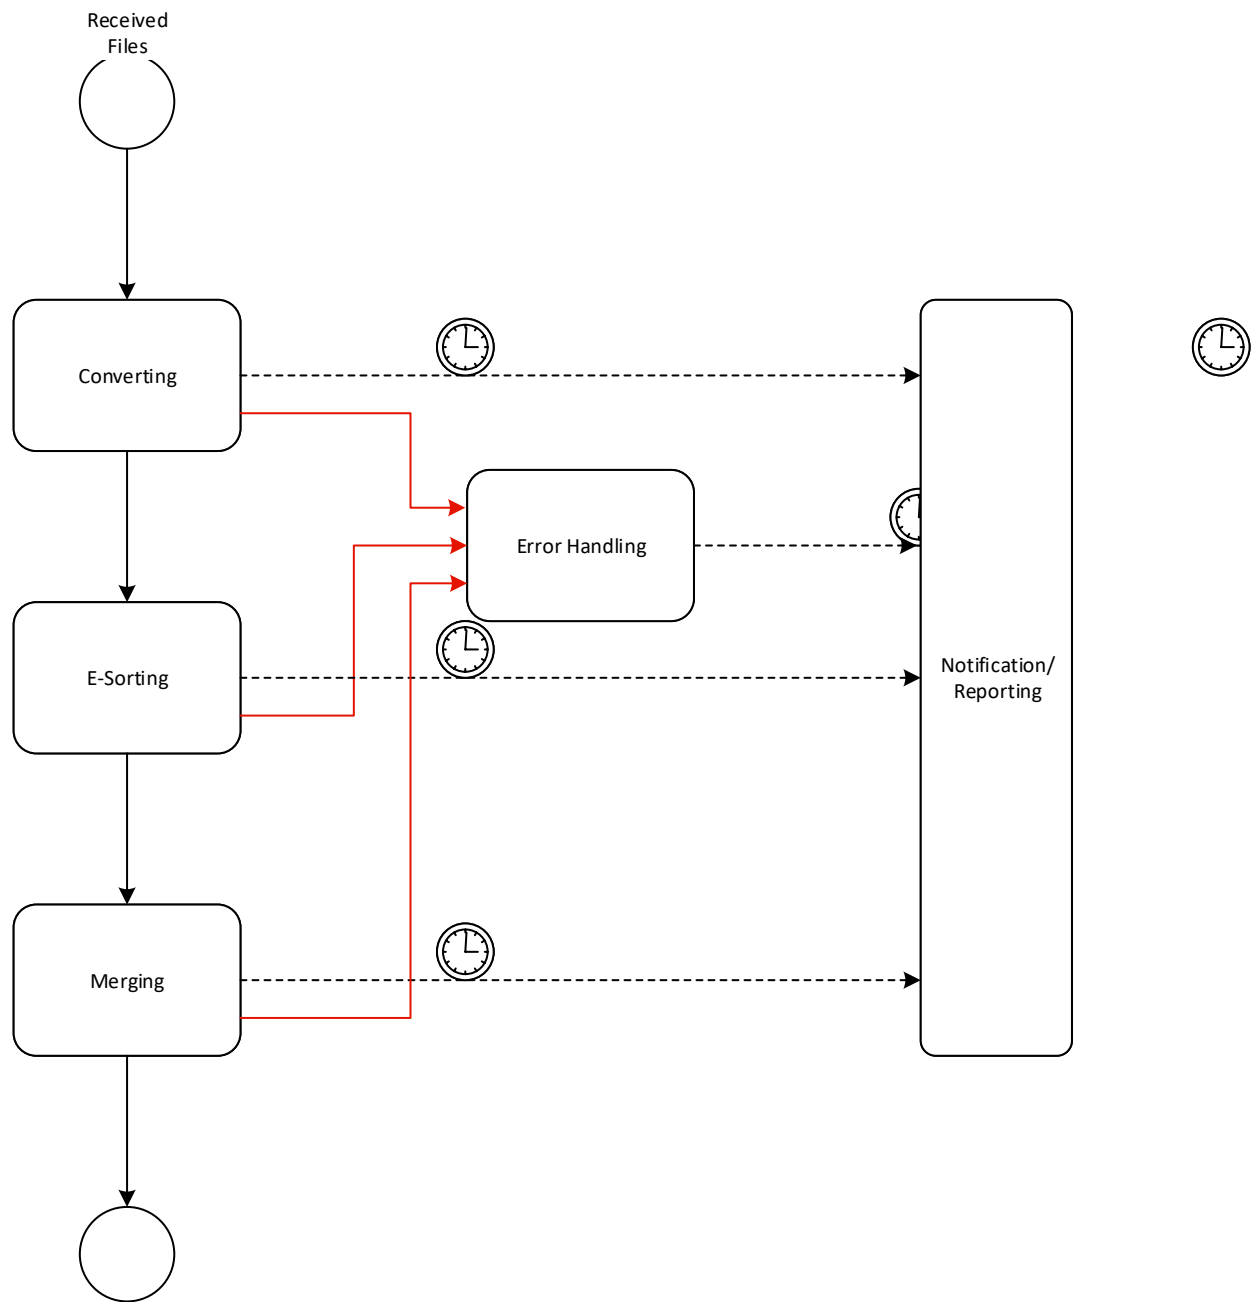 Received
Files
Converting
Error Handling
E-Sorting
Notification/
Reporting
Merging